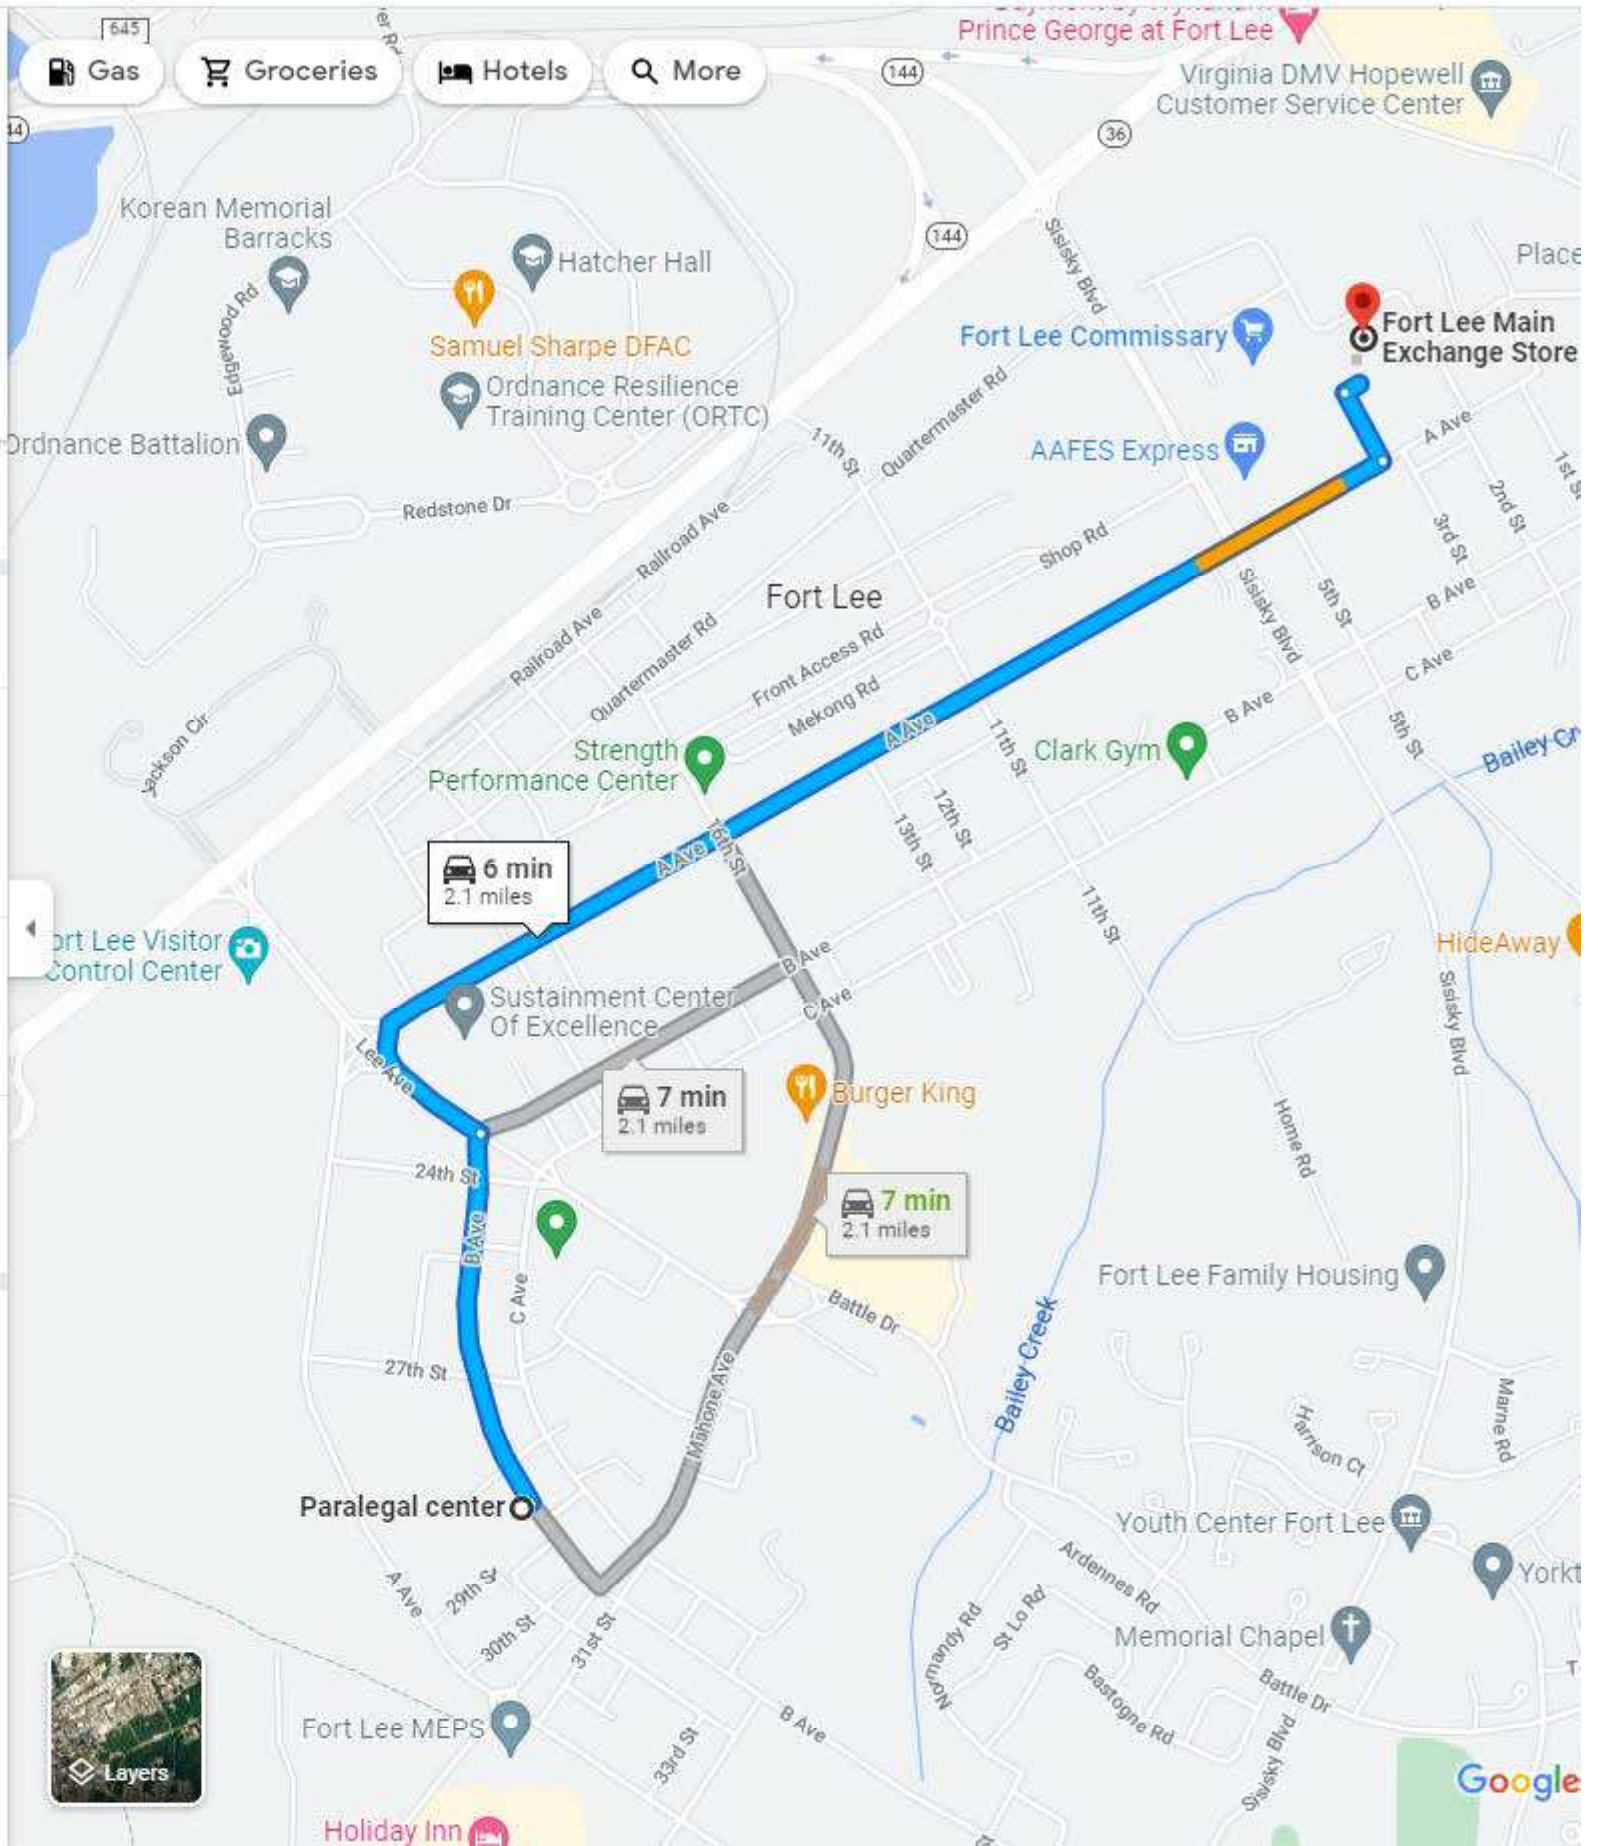 645
Prince George at Fort Lee
Gas
Groceries
Hotels
More
144
Virginia DMV Hopewell
Customer Service Center
44
36
Korean Memorial
Barracks
144
Hatcher Hall
Sisisky Blvd
Place
Edgewood Rd
Samuel Sharpe DFAC
Fort Lee Commissary
Fort Lee Main
Exchange Store
Ordnance Resilience
Training Center (ORTC)
Quartermaster Rd
Ordnance Battalion
11th St
AAFES Express
A Ave
1st S
Redstone Dr
2nd St
Railroad Ave
Shop Rd
3rd St
Fort Lee
Sisisky Blvd
5th St
B Ave
Railroad Ave
Quartermaster Rd
Front Access Rd
Mekong Rd
C Ave
B Ave
A Ave
11th St
5th St
Jackson Cir
Strength
Performance Center
Clark Gym
Bailey Cr
12th St
13th St
16th St
A Ave
6 min
2.1 miles
11th St
ort Lee Visitor
Control Center
B Ave
HideAway
Sustainment Center
Of Excellence
C Ave
Sisisky Blvd
Lee Ave
7 min
2.1 miles
Burger King
Home Rd
24th St
7 min
2.1 miles
B Ave
C Ave
Fort Lee Family Housing
Battle Dr
Bailey Creek
27th St
Mahone Ave
Harrison Ct
Marne Rd
Paralegal center
Youth Center Fort Lee
Ardennes Rd
Yorkt
A Ave
29th St
St Lo Rd
30th St
31st St
Normandy Rd
Memorial Chapel
Bastogne Rd
Battle Dr
T
Fort Lee MEPS
B Ave
33rd St
Sisisky Blvd
Layers
Google
Holiday Inn